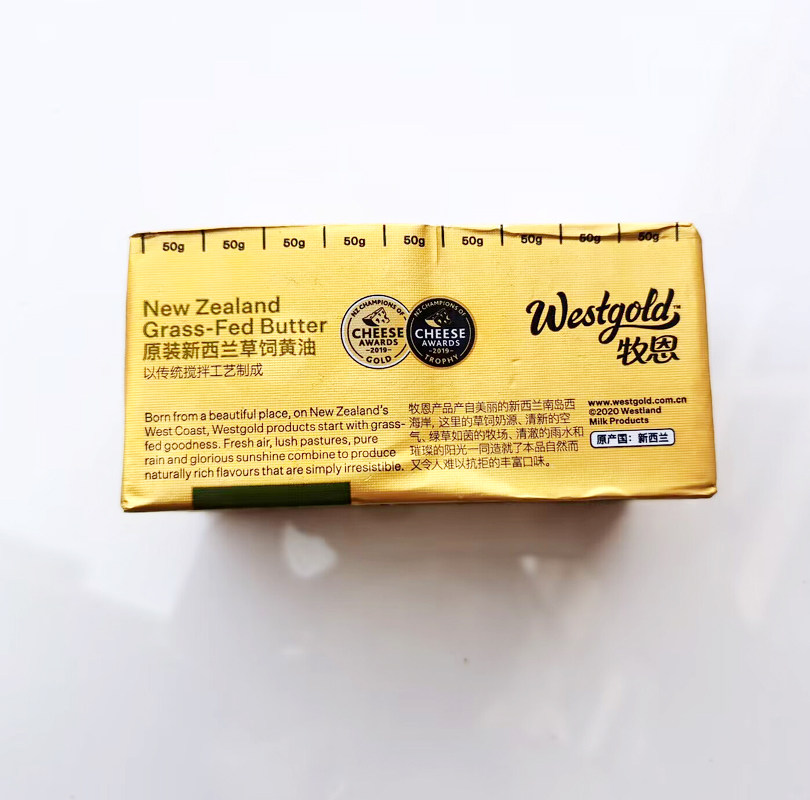 50g 50g 50g 50g 50g 50g 50g 50g 50g
New Zealand
Grass-Fed Butter
原装新西兰草饲黄油
以传统搅拌工艺制成
NZ CHAMPIONS OF
CHEESE
AWARDS
2019
GOLD
NZ CHAMPIONS OF
CHEESE
AWARDS
2019
TROPHY
Westgold™
牧恩
Born from a beautiful place, on New Zealand's
West Coast, Westgold products start with grass-
fed goodness. Fresh air, lush pastures, pure
rain and glorious sunshine combine to produce
naturally rich flavours that are simply irresistible.
牧恩产品产自美丽的新西兰南岛西
海岸, 这里的草饲奶源、清新的空
气、绿草如茵的牧场、清澈的雨水和
璀璨的阳光一同造就了本品自然而
又令人难以抗拒的丰富口味。
www.westgold.com.cn
©2020 Westland
Milk Products
原产国：新西兰